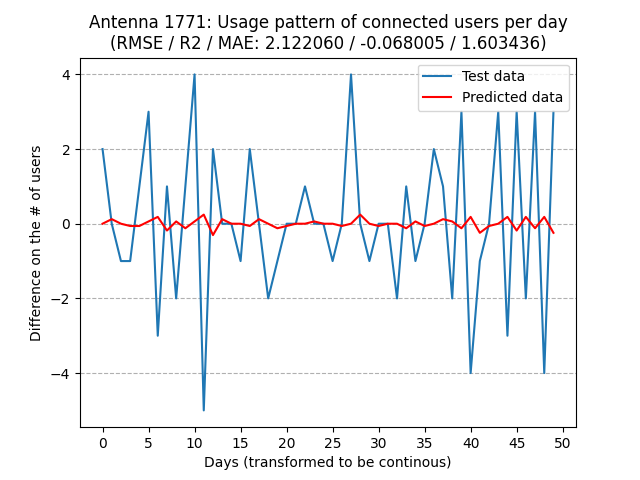 Antenna 1771: Usage pattern of connected users per day
(RMSE / R2 / MAE: 2.122060 / -0.068005 / 1.603436)
Test data
Predicted data
4
2
0
−2
−4
Difference on the # of users
0 5 10 15 20 25 30 35 40 45 50
Days (transformed to be continous)